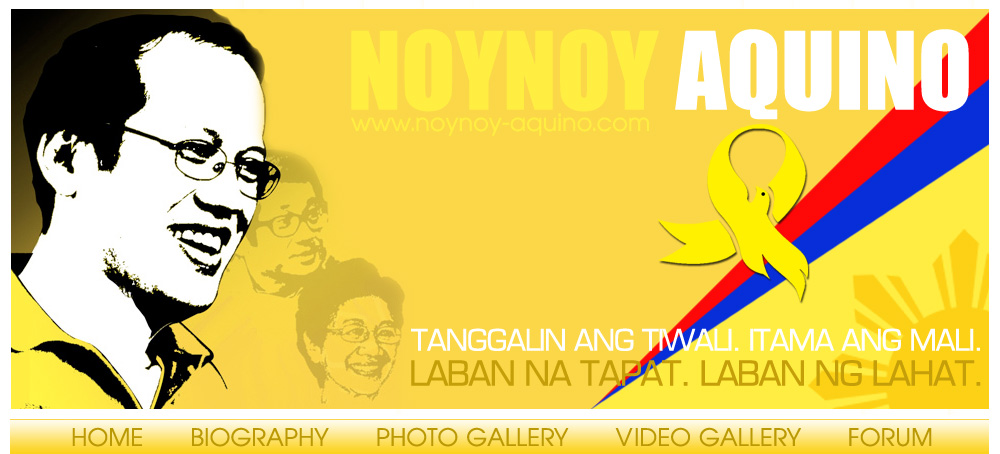 NOYNOY AQUINO
www.noynoy-aquino.com
TANGGALIN ANG TIWALI. ITAMA ANG MALI.
LABAN NA TAPAT. LABAN NG LAHAT.
HOME BIOGRAPHY PHOTO GALLERY VIDEO GALLERY FORUM